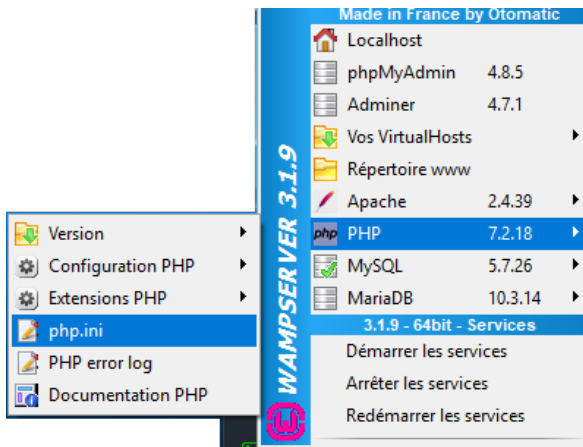 Made in France by Otomatic
Localhost
phpMyAdmin 4.8.5
Adminer 4.7.1
Vos VirtualHosts
Répertoire www
Apache 2.4.39
php PHP 7.2.18
MySQL 5.7.26
MariaDB 10.3.14
3.1.9 - 64bit - Services
Démarrer les services
Arrêter les services
Redémarrer les services
WAMPSERVER 3.1.9
Version
Configuration PHP
Extensions PHP
php.ini
PHP error log
Documentation PHP